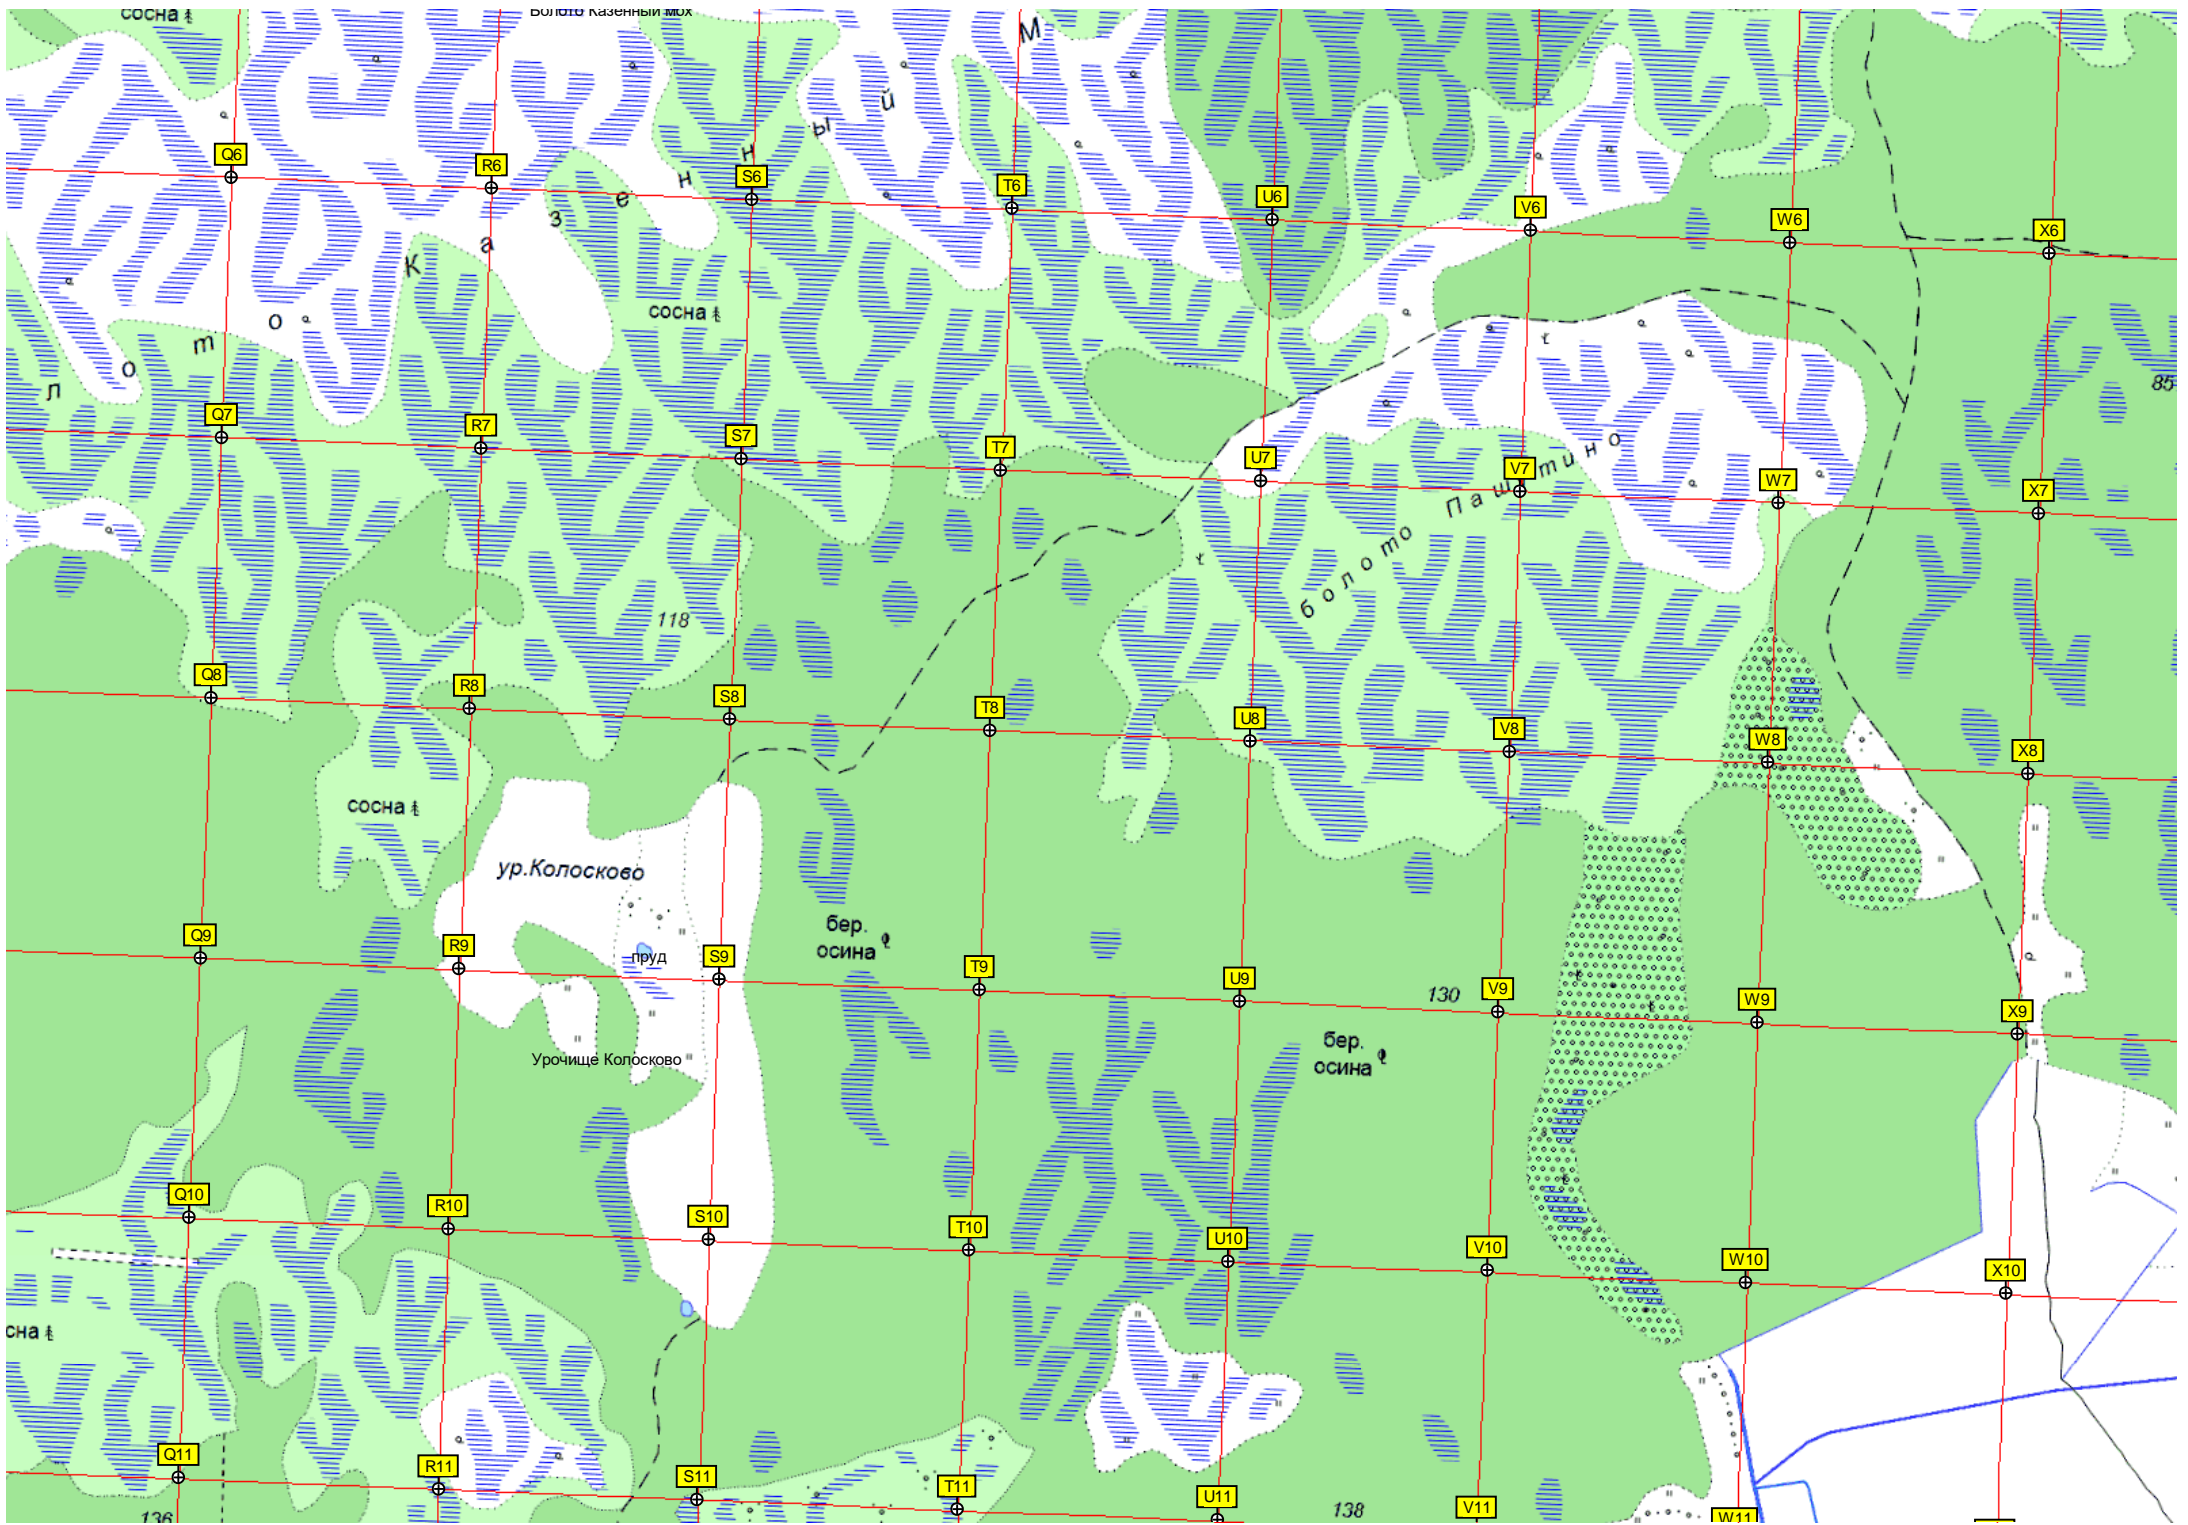 сосна
Болото Казенный мох
М
й
ы
н
н
е
з
а
К
о
т
о
л
Q6
R6
S6
T6
U6
V6
W6
X6
сосна
85
Q7
R7
S7
T7
U7
V7
W7
X7
болото Паштино
118
Q8
R8
S8
T8
U8
V8
W8
X8
сосна
ур.Колосково
бер.
осина
Q9
R9
пруд
S9
T9
U9
130
V9
W9
X9
бер.
осина
Урочище Колосково
Q10
R10
S10
T10
U10
V10
W10
X10
сна
Q11
R11
S11
T11
U11
V11
W11
136
138